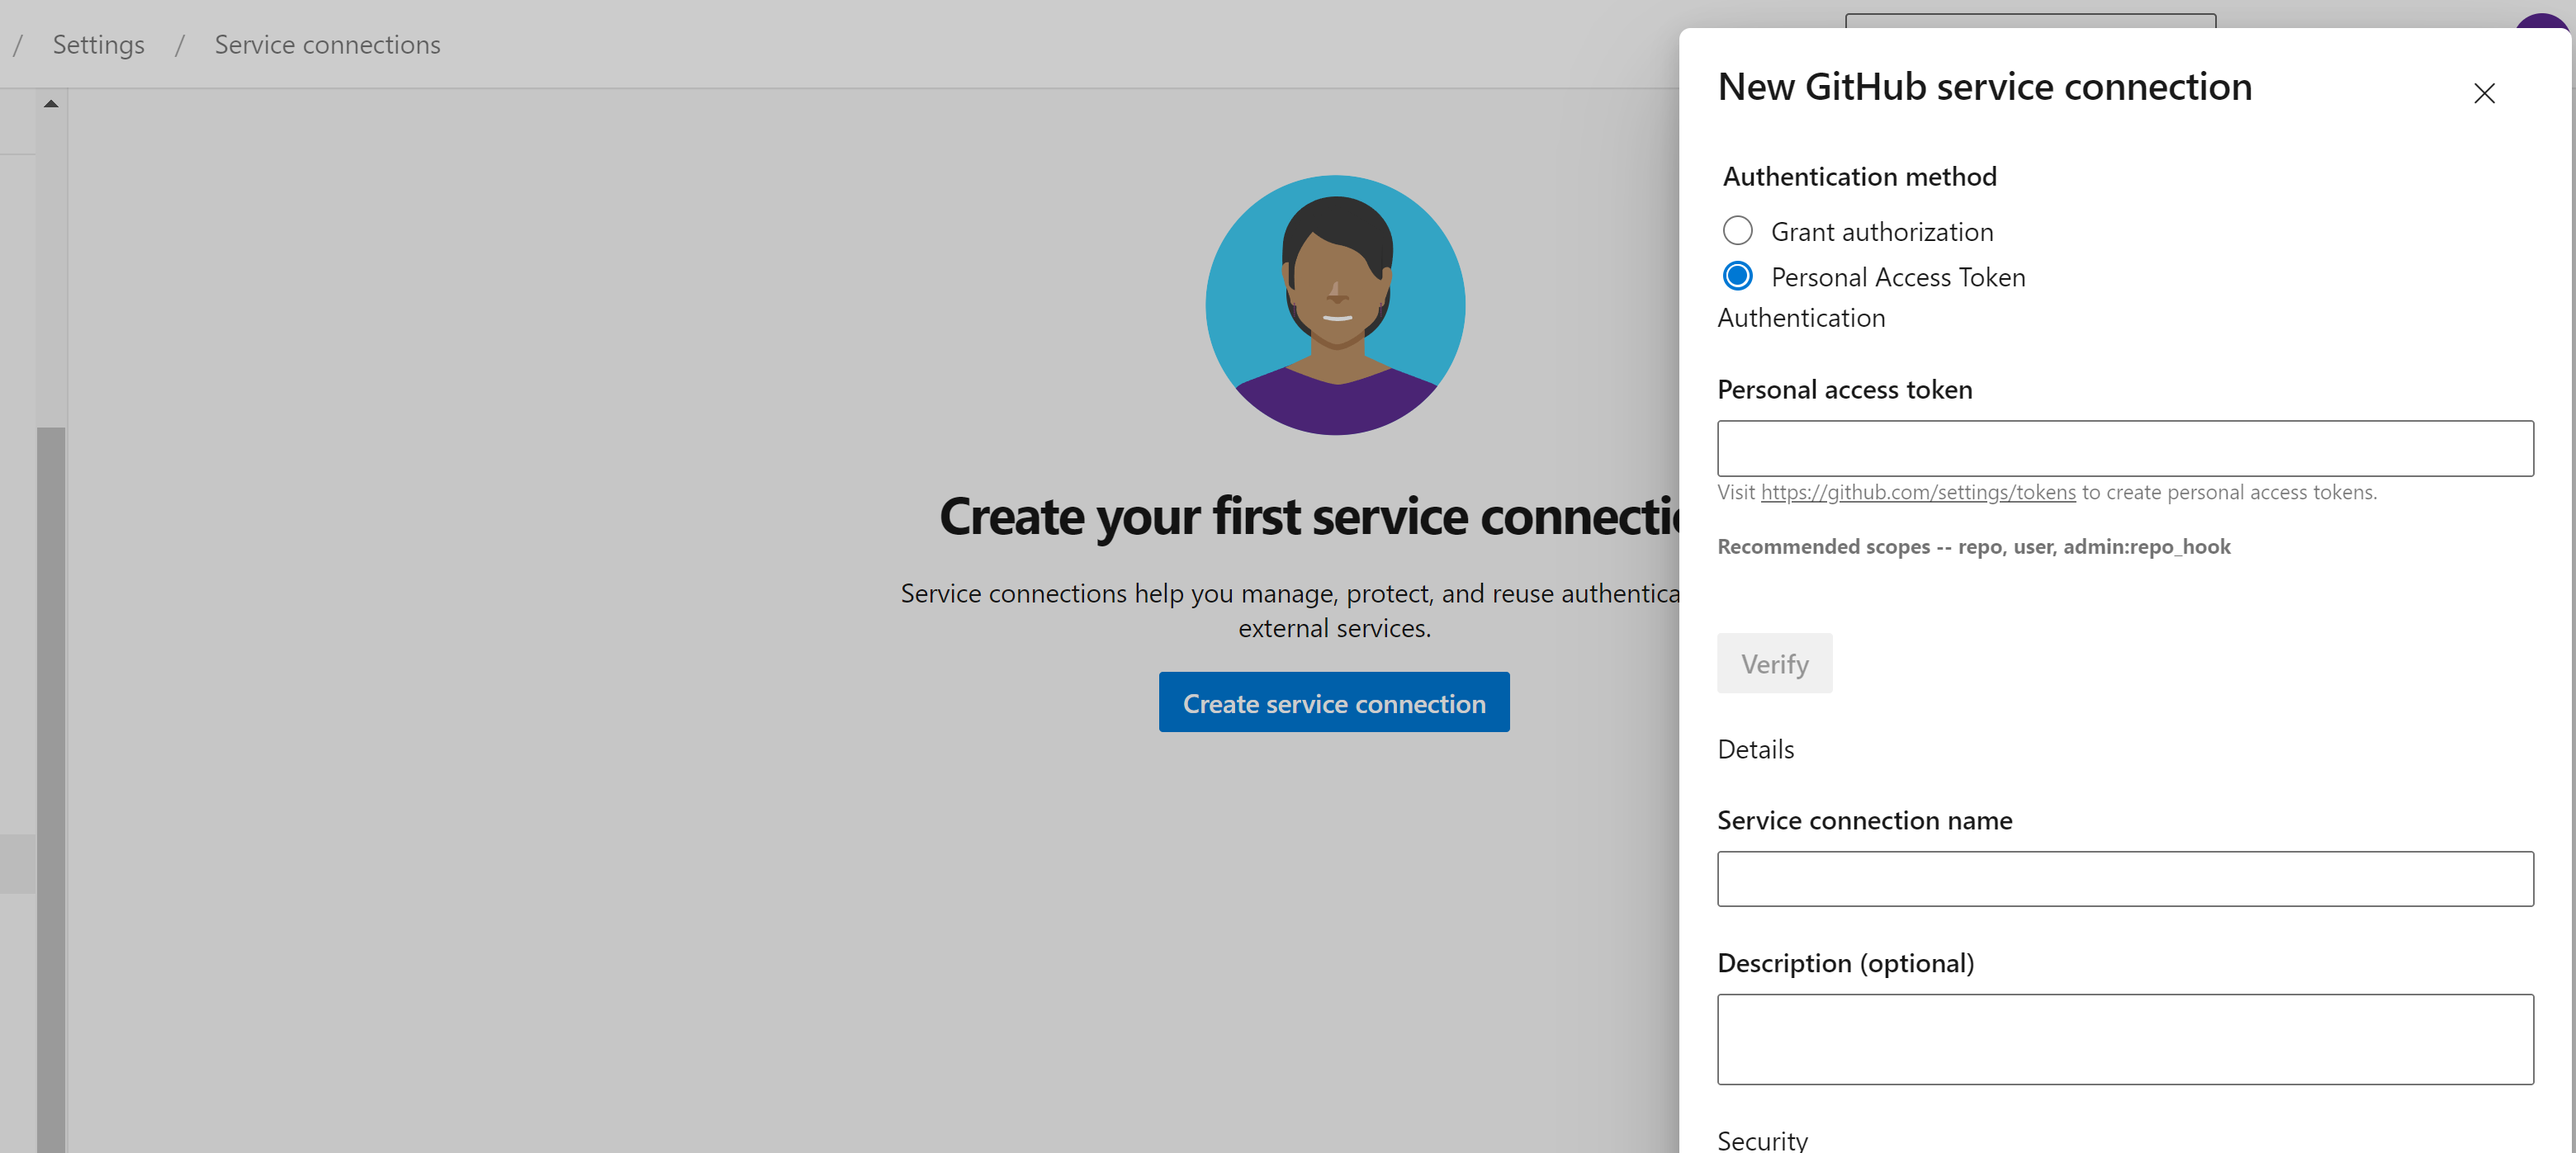 / Settings / Service connections
Create your first service connecti
Service connections help you manage, protect, and reuse authentica
external services.
Create service connection
New GitHub service connection
Authentication method
Grant authorization
Personal Access Token
Authentication
Personal access token
Visit https://github.com/settings/tokens to create personal access tokens.
Recommended scopes -- repo, user, admin:repo_hook
Verify
Details
Service connection name
Description (optional)
Security